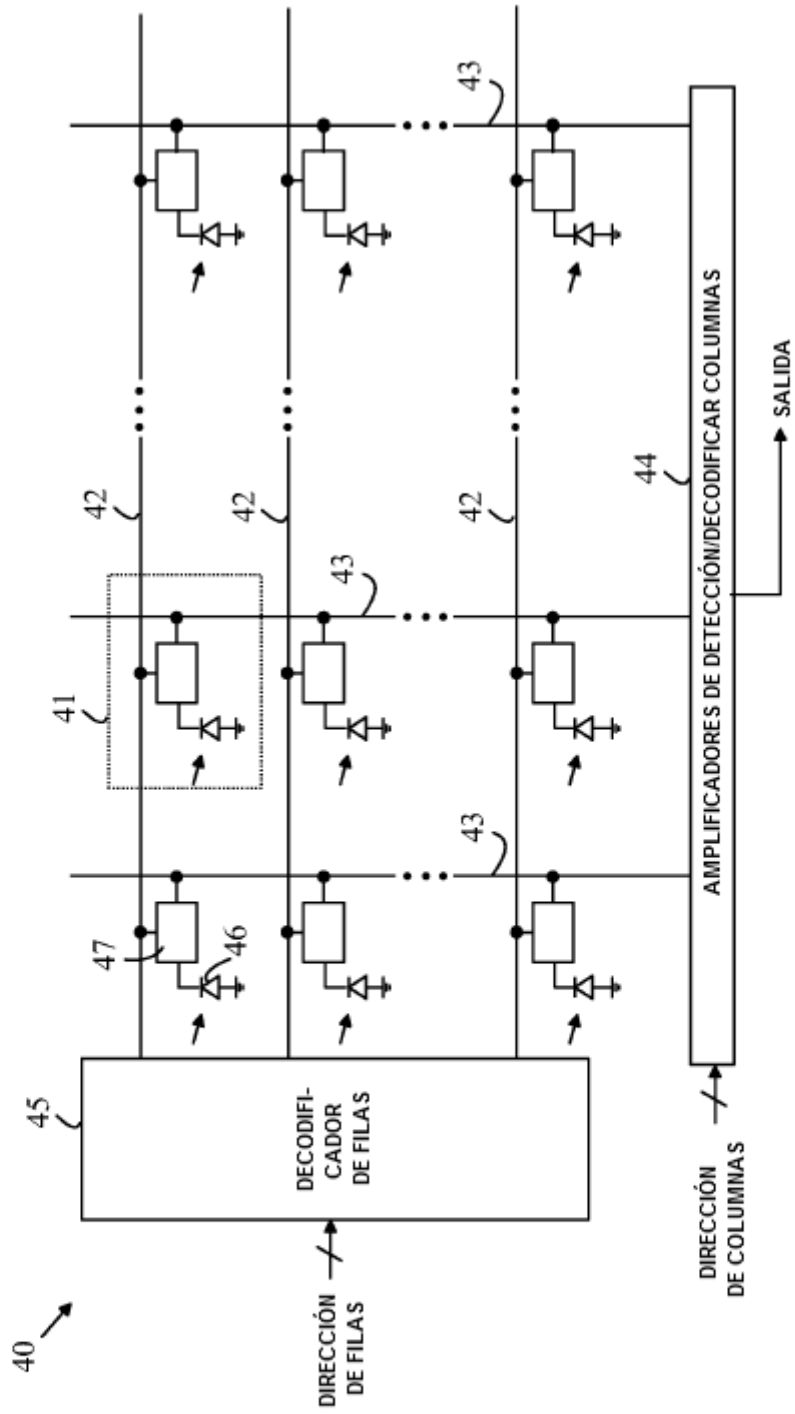 40
45
41
42
47
46
42
DECODIFI-
CADOR
DE FILAS
DIRECCIÓN
DE FILAS
43
43
43
42
44
AMPLIFICADORES DE DETECCIÓN/DECODIFICAR COLUMNAS
DIRECCIÓN
DE COLUMNAS
SALIDA